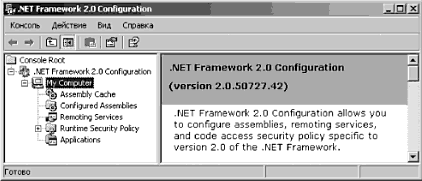 .NET Framework 2.0 Configuration
Консоль Действие Вид Справка
Console Root
.NET Framework 2.0 Configuration
My Computer
Assembly Cache
Configured Assemblies
Remoting Services
Runtime Security Policy
Applications
.NET Framework 2.0 Configuration
(version 2.0.50727.42)
.NET Framework 2.0 Configuration allows you
to configure assemblies, remoting services,
and code access security policy specific to
version 2.0 of the .NET Framework.
Готово